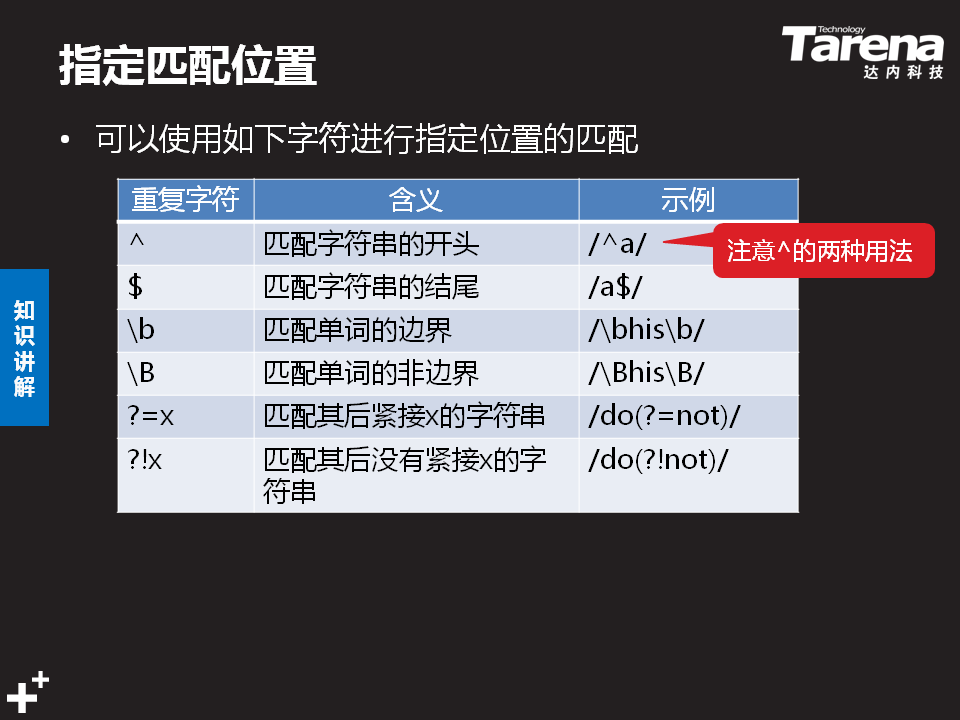 指定匹配位置
Technology
Tarena
达内科技
• 可以使用如下字符进行指定位置的匹配
重复字符 含义 示例
^ 匹配字符串的开头 /^a/
注意^的两种用法
$ 匹配字符串的结尾 /a$/
\b 匹配单词的边界 /\bhis\b/
\B 匹配单词的非边界 /\Bhis\B/
?=x 匹配其后紧接x的字符串 /do(?=not)/
?!x 匹配其后没有紧接x的字 /do(?!not)/
符串
知
识
讲
解